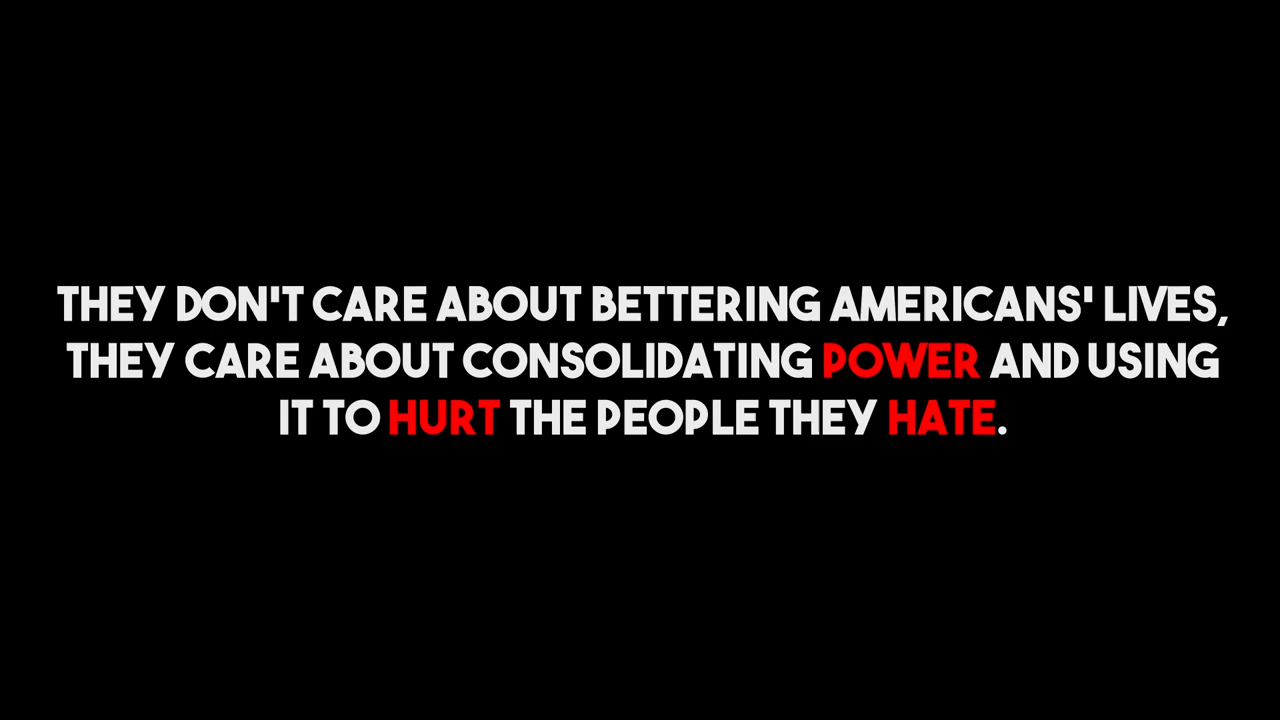 THEY DON'T CARE ABOUT BETTERING AMERICANS' LIVES,
THEY CARE ABOUT CONSOLIDATING POWER AND USING
IT TO HURT THE PEOPLE THEY HATE.